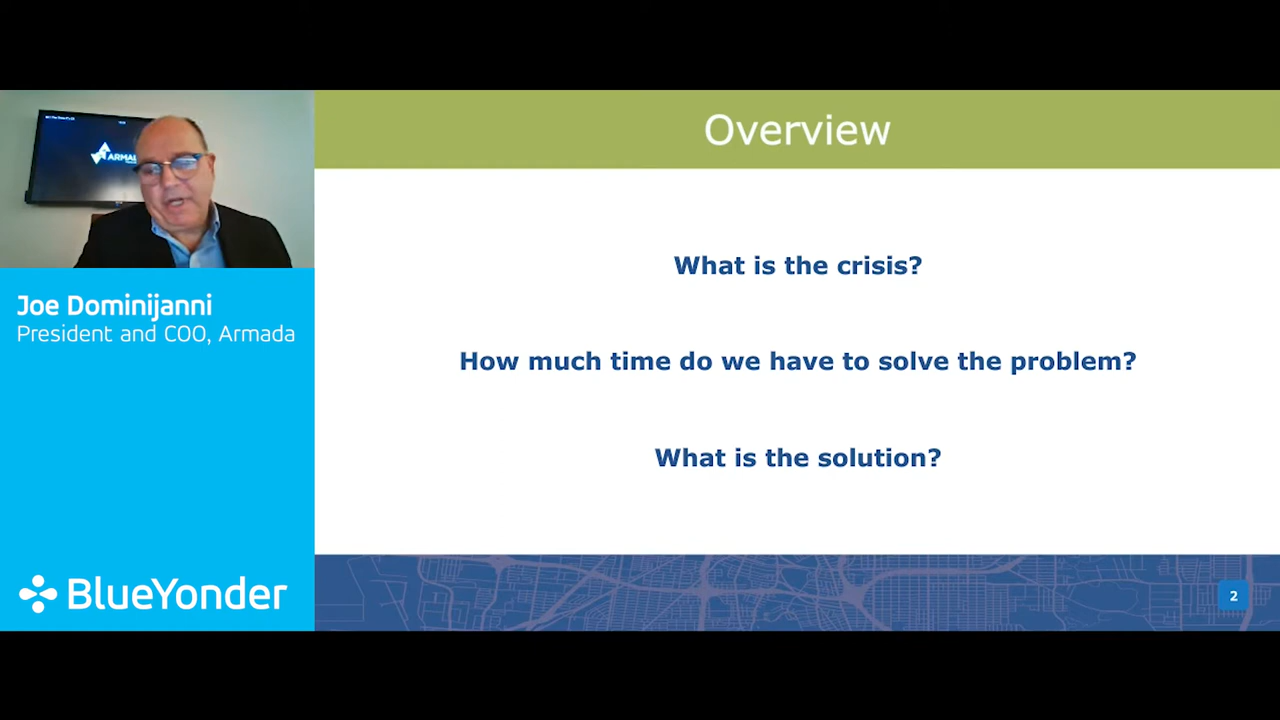 Overview
What is the crisis?
How much time do we have to solve the problem?
What is the solution?
Joe Dominijanni
President and COO, Armada
BlueYonder
2